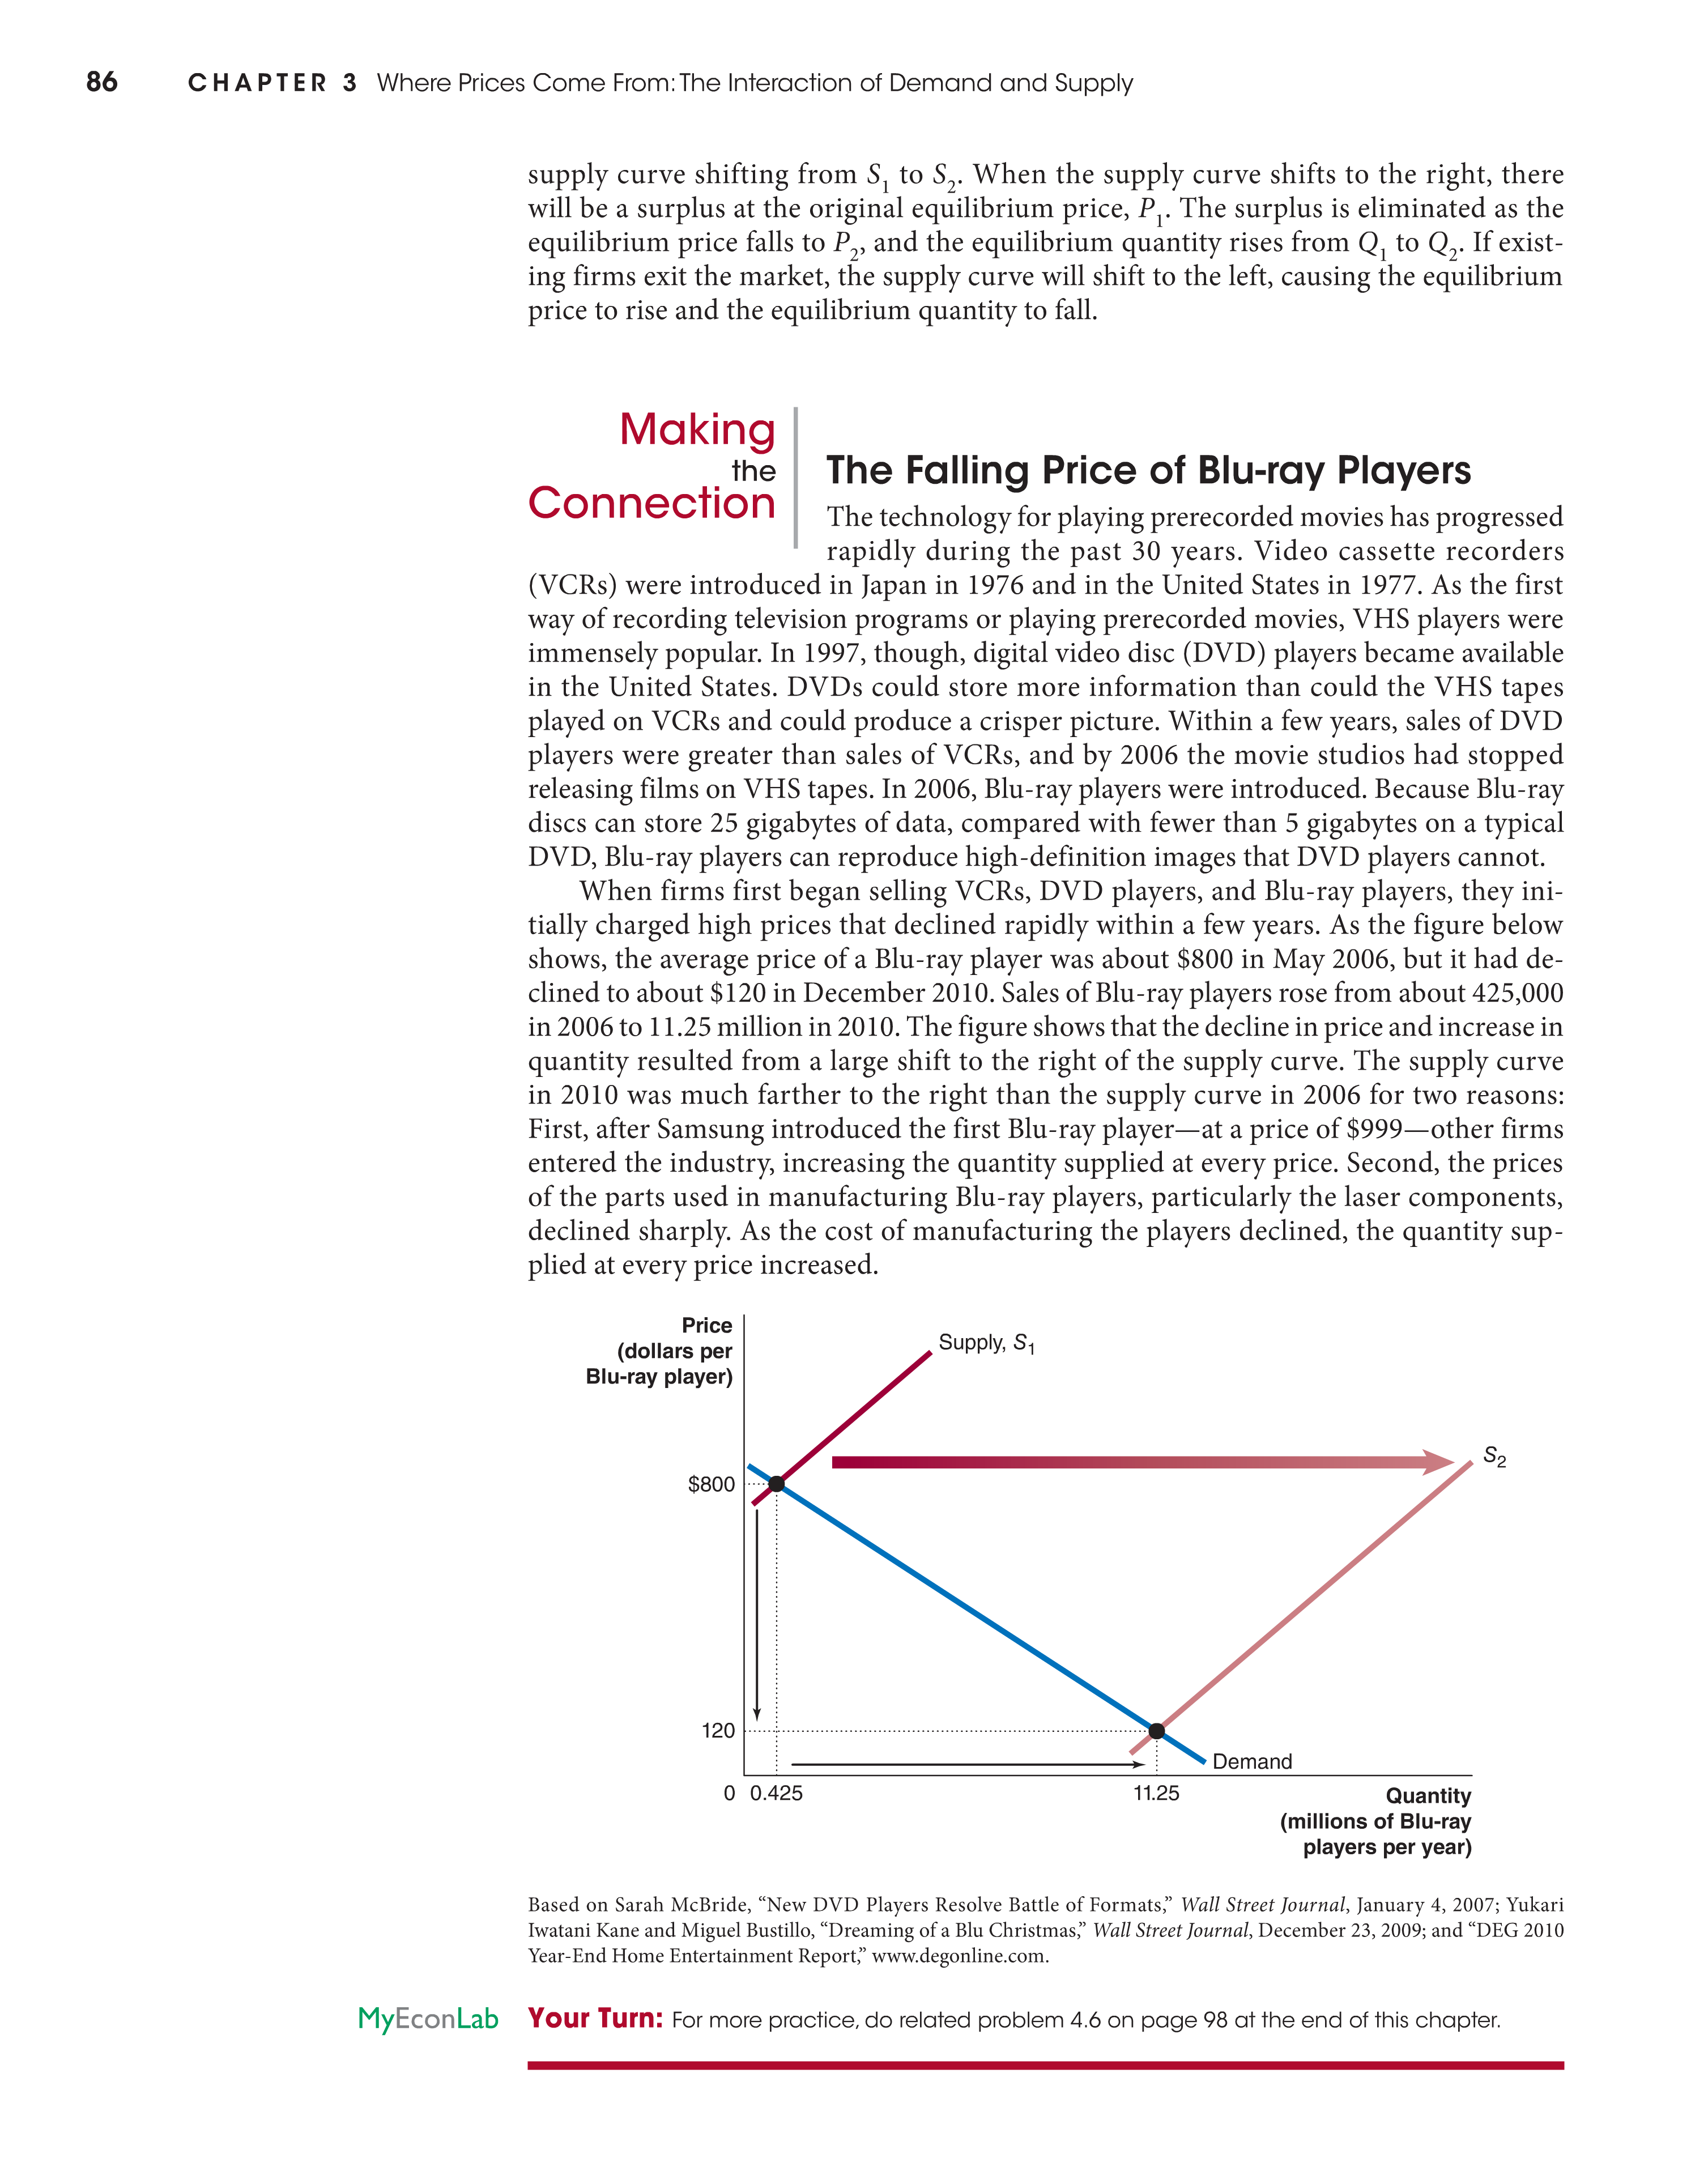 86 CHAPTER 3 Where Prices Come From: The Interaction of Demand and Supply
supply curve shifting from S1 to S2. When the supply curve shifts to the right, there
will be a surplus at the original equilibrium price, P1. The surplus is eliminated as the
equilibrium price falls to P2, and the equilibrium quantity rises from Q1 to Q2. If exist-
ing firms exit the market, the supply curve will shift to the left, causing the equilibrium
price to rise and the equilibrium quantity to fall.
Making
the
Connection
The Falling Price of Blu-ray Players
The technology for playing prerecorded movies has progressed
rapidly during the past 30 years. Video cassette recorders
(VCRs) were introduced in Japan in 1976 and in the United States in 1977. As the first
way of recording television programs or playing prerecorded movies, VHS players were
immensely popular. In 1997, though, digital video disc (DVD) players became available
in the United States. DVDs could store more information than could the VHS tapes
played on VCRs and could produce a crisper picture. Within a few years, sales of DVD
players were greater than sales of VCRs, and by 2006 the movie studios had stopped
releasing films on VHS tapes. In 2006, Blu-ray players were introduced. Because Blu-ray
discs can store 25 gigabytes of data, compared with fewer than 5 gigabytes on a typical
DVD, Blu-ray players can reproduce high-definition images that DVD players cannot.
When firms first began selling VCRs, DVD players, and Blu-ray players, they ini-
tially charged high prices that declined rapidly within a few years. As the figure below
shows, the average price of a Blu-ray player was about $800 in May 2006, but it had de-
clined to about $120 in December 2010. Sales of Blu-ray players rose from about 425,000
in 2006 to 11.25 million in 2010. The figure shows that the decline in price and increase in
quantity resulted from a large shift to the right of the supply curve. The supply curve
in 2010 was much farther to the right than the supply curve in 2006 for two reasons:
First, after Samsung introduced the first Blu-ray player—at a price of $999—other firms
entered the industry, increasing the quantity supplied at every price. Second, the prices
of the parts used in manufacturing Blu-ray players, particularly the laser components,
declined sharply. As the cost of manufacturing the players declined, the quantity sup-
plied at every price increased.
Price
(dollars per
Blu-ray player)
Supply, S1
S2
$800
120
Demand
0 0.425 11.25
Quantity
(millions of Blu-ray
players per year)
Based on Sarah McBride, “New DVD Players Resolve Battle of Formats,” Wall Street Journal, January 4, 2007; Yukari
Iwatani Kane and Miguel Bustillo, “Dreaming of a Blu Christmas,” Wall Street Journal, December 23, 2009; and “DEG 2010
Year-End Home Entertainment Report,” www.degonline.com.
MyEconLab Your Turn: For more practice, do related problem 4.6 on page 98 at the end of this chapter.